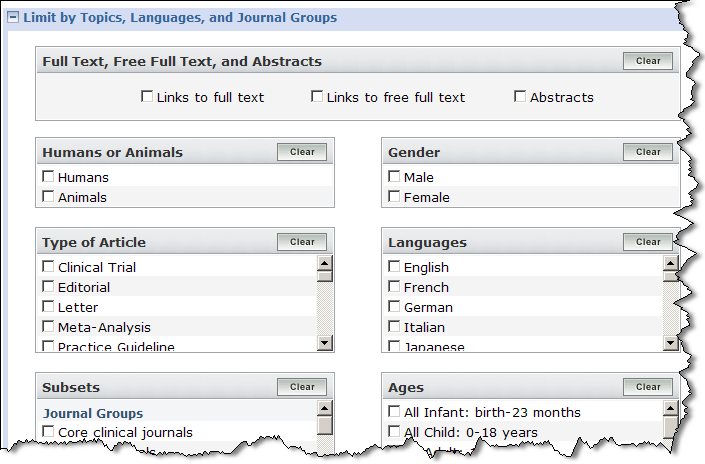 Limit by Topics, Languages, and Journal Groups
Full Text, Free Full Text, and Abstracts Clear
Links to full text Links to free full text Abstracts
Humans or Animals Clear
Humans
Animals
Gender Clear
Male
Female
Type of Article Clear
Clinical Trial
Editorial
Letter
Meta-Analysis
Practice Guideline
Languages Clear
English
French
German
Italian
Japanese
Subsets Clear
Journal Groups
Core clinical journals
Ages Clear
All Infant: birth-23 months
All Child: 0-18 years